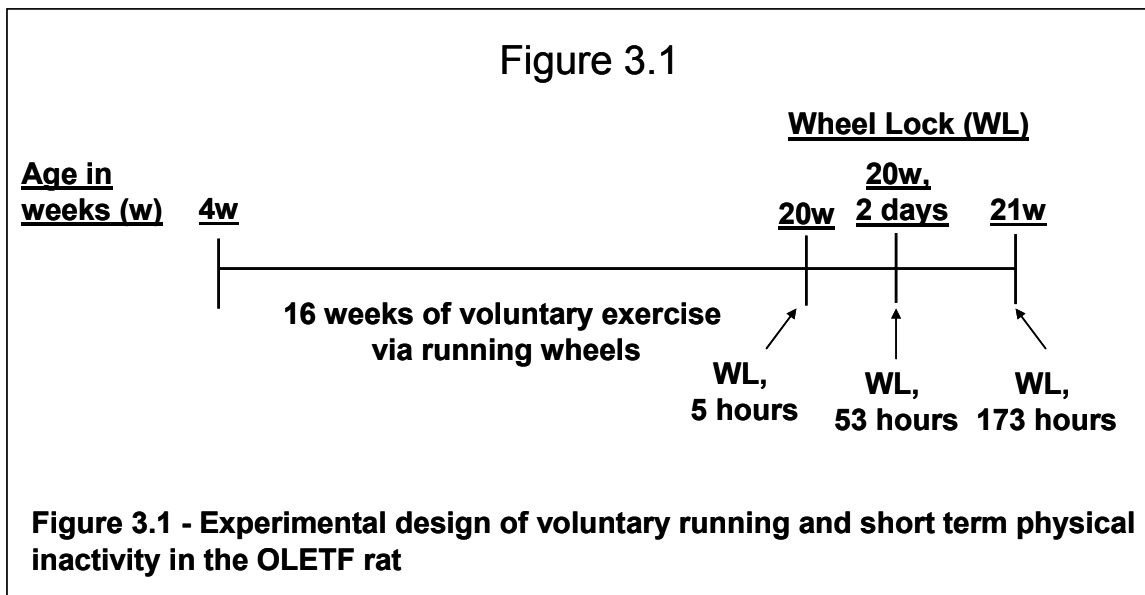 Figure 3.1
Wheel Lock (WL)
Age in
weeks (w)
4w
20w
20w,
2 days
21w
16 weeks of voluntary exercise
via running wheels
WL,
5 hours
WL,
53 hours
WL,
173 hours
Figure 3.1 - Experimental design of voluntary running and short term physical
inactivity in the OLETF rat